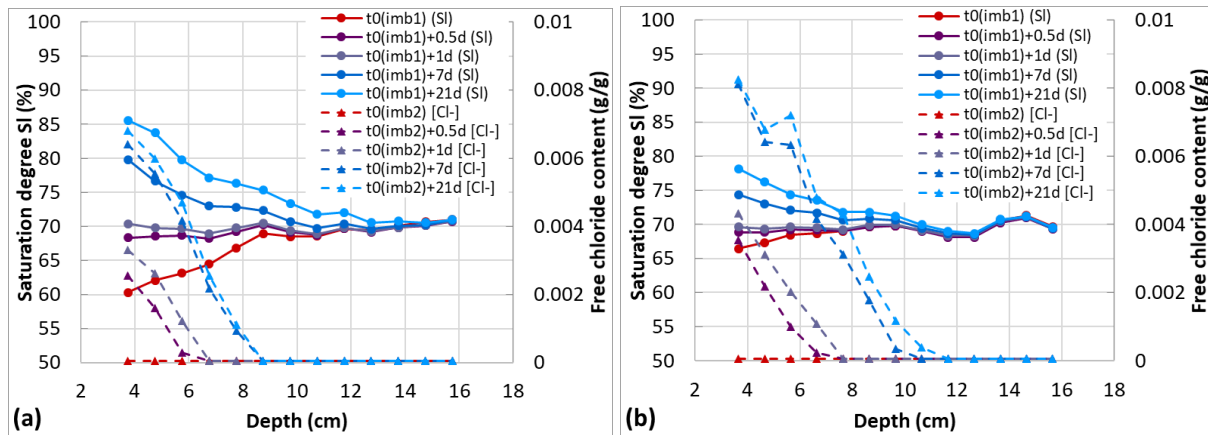 100
95
90
85
80
75
70
65
60
55
50
Saturation degree Sl (%)
t0(imb1) (Sl)
t0(imb1)+0.5d (Sl)
t0(imb1)+1d (Sl)
t0(imb1)+7d (Sl)
t0(imb1)+21d (Sl)
t0(imb2) [Cl-]
t0(imb2)+0.5d [Cl-]
t0(imb2)+1d [Cl-]
t0(imb2)+7d [Cl-]
t0(imb2)+21d [Cl-]
0.01
0.008
0.006
0.004
0.002
0
Free chloride content (g/g)
2 4 6 8 10 12 14 16 18
Depth (cm)
(a)
100
95
90
85
80
75
70
65
60
55
50
Saturation degree Sl (%)
t0(imb1) (Sl)
t0(imb1)+0.5d (Sl)
t0(imb1)+1d (Sl)
t0(imb1)+7d (Sl)
t0(imb1)+21d (Sl)
t0(imb2) [Cl-]
t0(imb2)+0.5d [Cl-]
t0(imb2)+1d [Cl-]
t0(imb2)+7d [Cl-]
t0(imb2)+21d [Cl-]
0.01
0.008
0.006
0.004
0.002
0
Free chloride content (g/g)
2 4 6 8 10 12 14 16 18
Depth (cm)
(b)